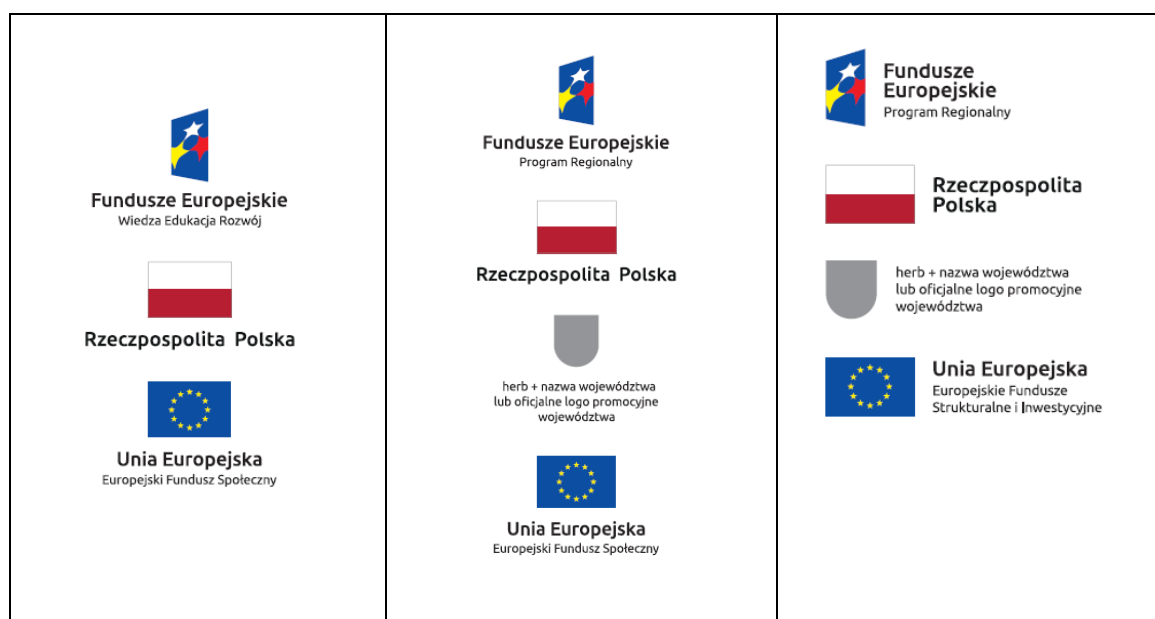 Fundusze Europejskie
Wiedza Edukacja Rozwój
Rzeczpospolita Polska
Unia Europejska
Europejski Fundusz Społeczny
Fundusze Europejskie
Program Regionalny
Rzeczpospolita Polska
herb + nazwa województwa
lub oficjalne logo promocyjne
województwa
Unia Europejska
Europejski Fundusz Społeczny
Fundusze
Europejskie
Program Regionalny
Rzeczpospolita
Polska
herb + nazwa województwa
lub oficjalne logo promocyjne
województwa
Unia Europejska
Europejskie Fundusze
Strukturalne i Inwestycyjne